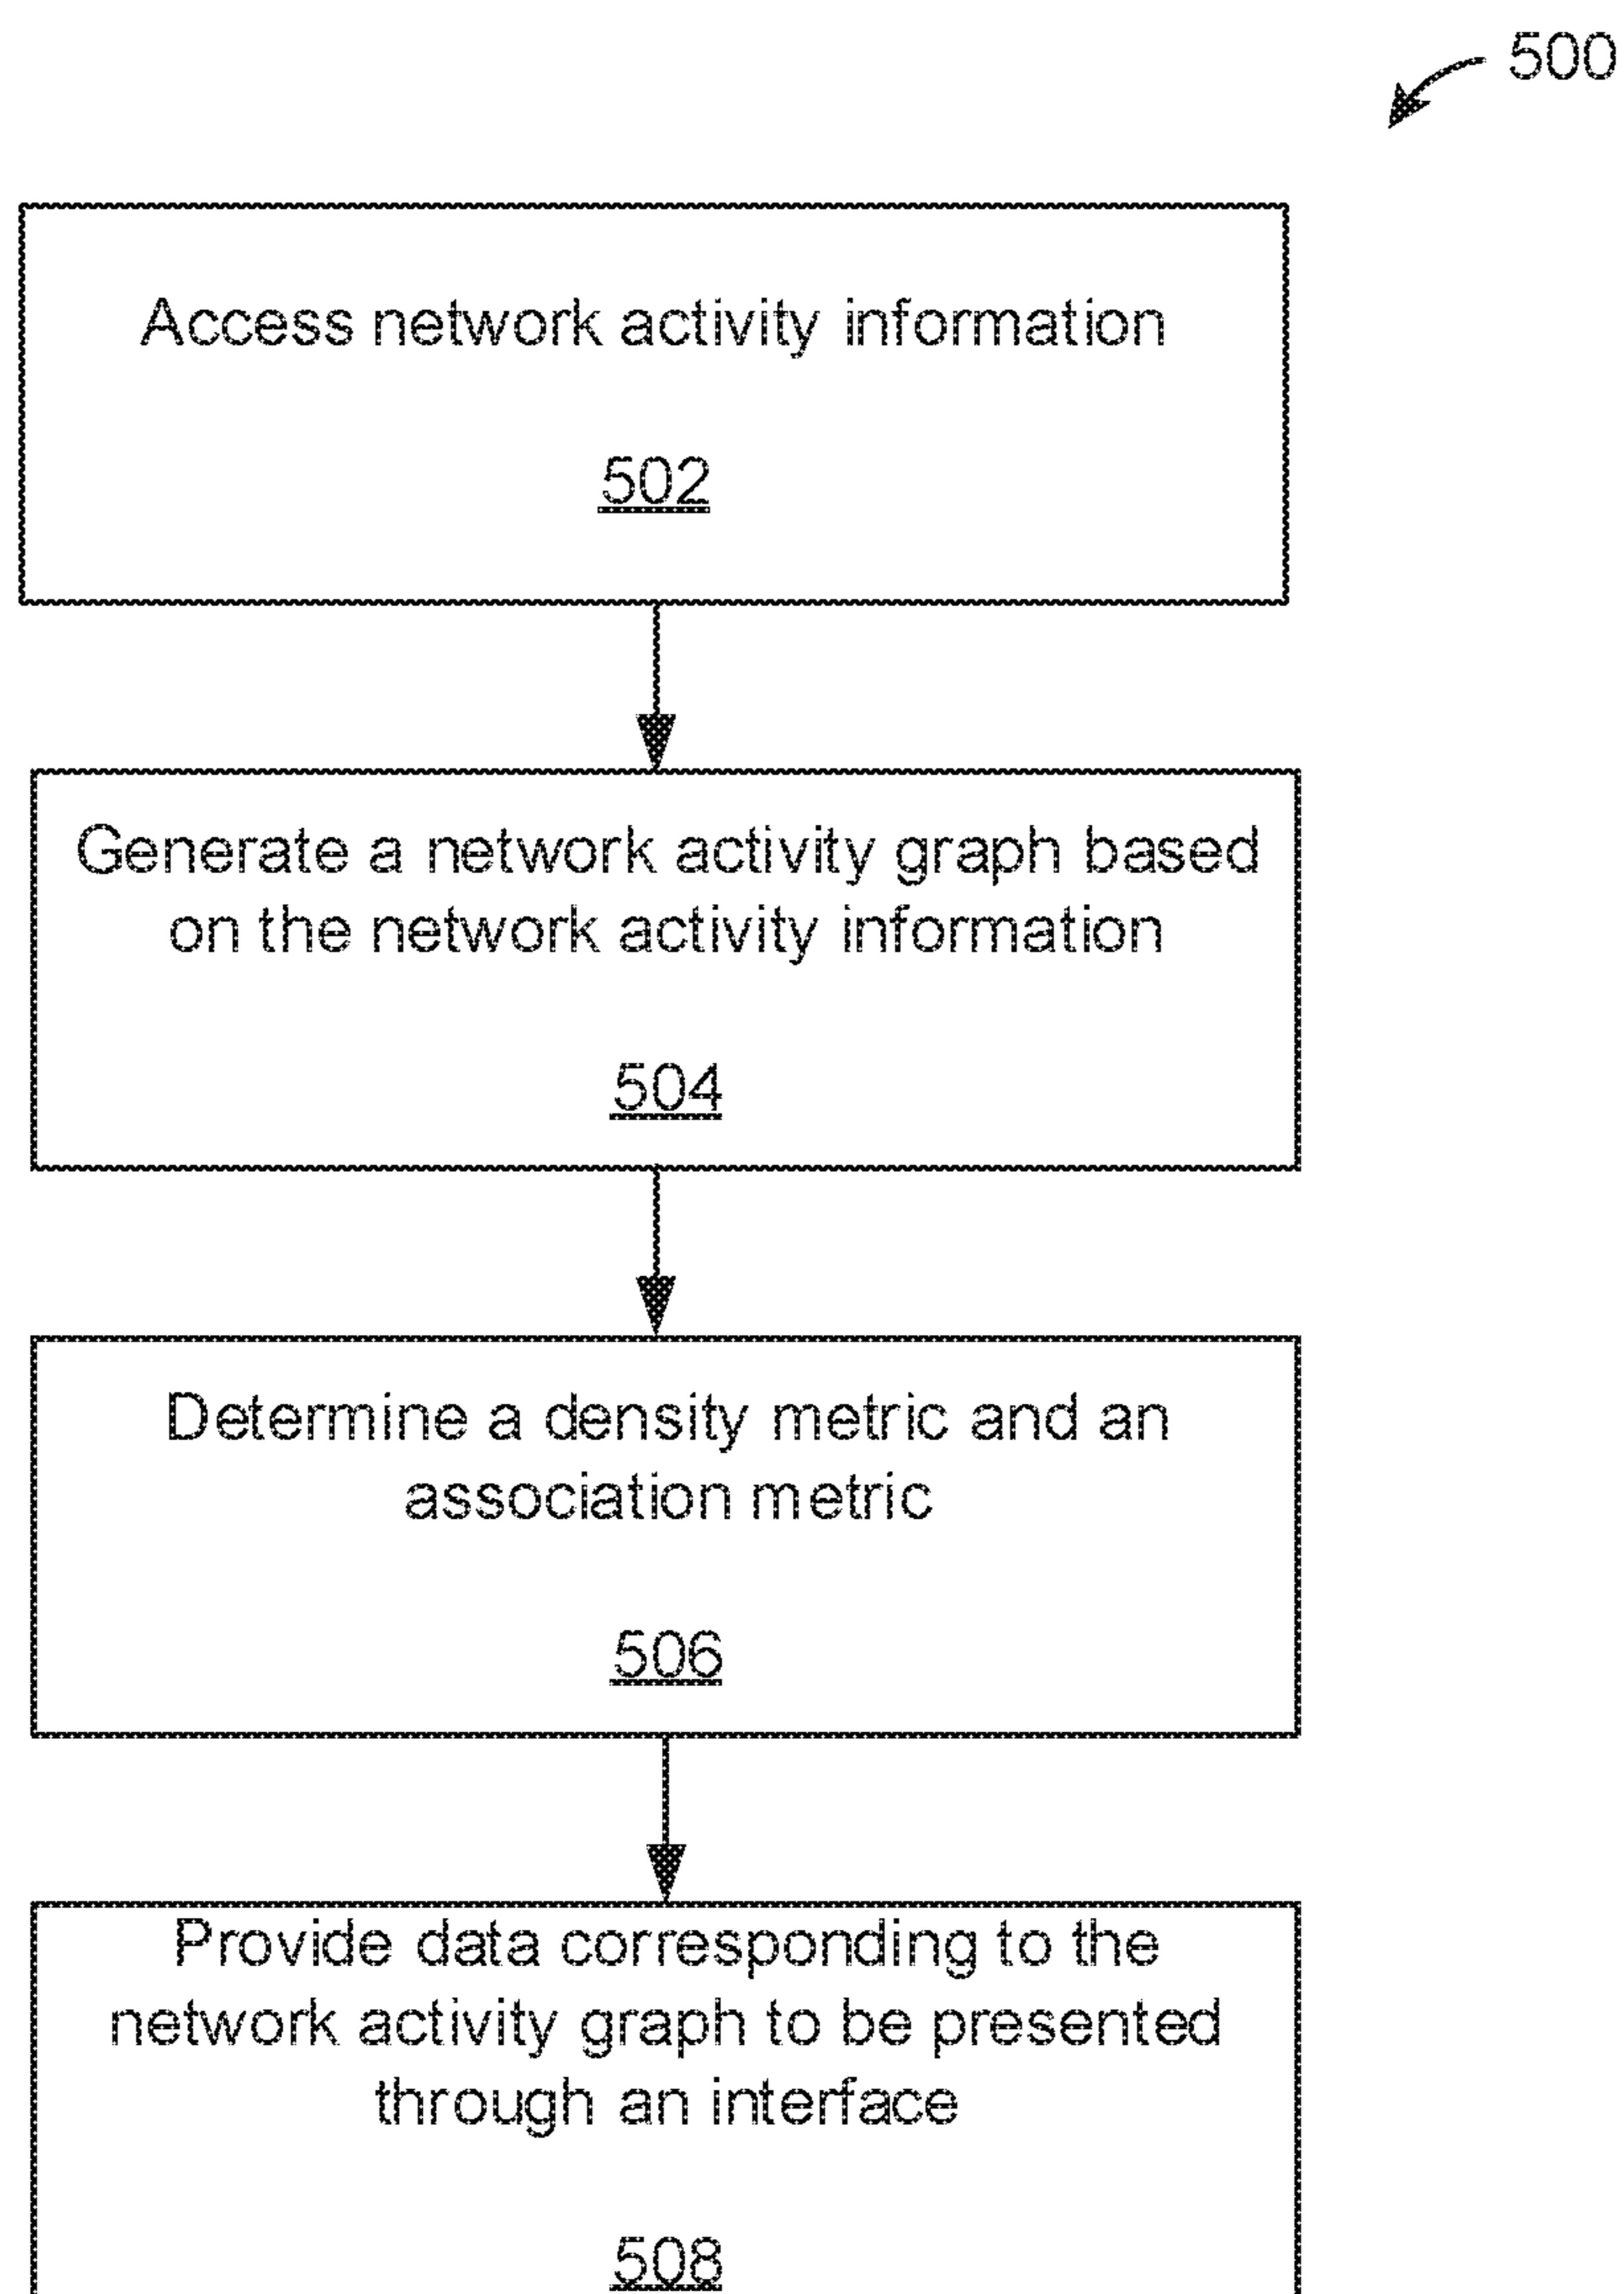 500
Access network activity information
502
Generate a network activity graph based
on the network activity information
504
Determine a density metric and an
association metric
506
Provide data corresponding to the
network activity graph to be presented
through an interface
508